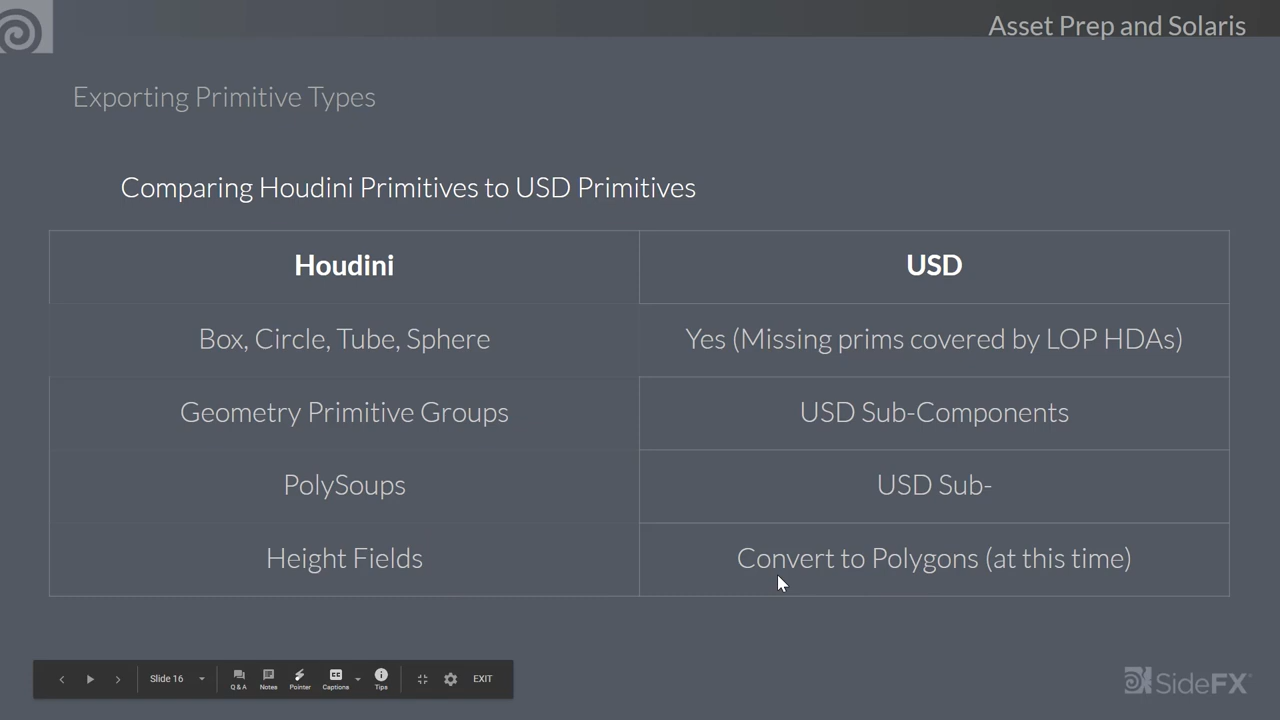 Asset Prep and Solaris
Exporting Primitive Types
Comparing Houdini Primitives to USD Primitives
Houdini
USD
Box, Circle, Tube, Sphere
Yes (Missing prims covered by LOP HDAs)
Geometry Primitive Groups
USD Sub-Components
PolySoups
USD Sub-
Height Fields
Convert to Polygons (at this time)
Slide 16
Q & A
Notes
Pointer
CC
Captions
Tips
EXIT
SideFX